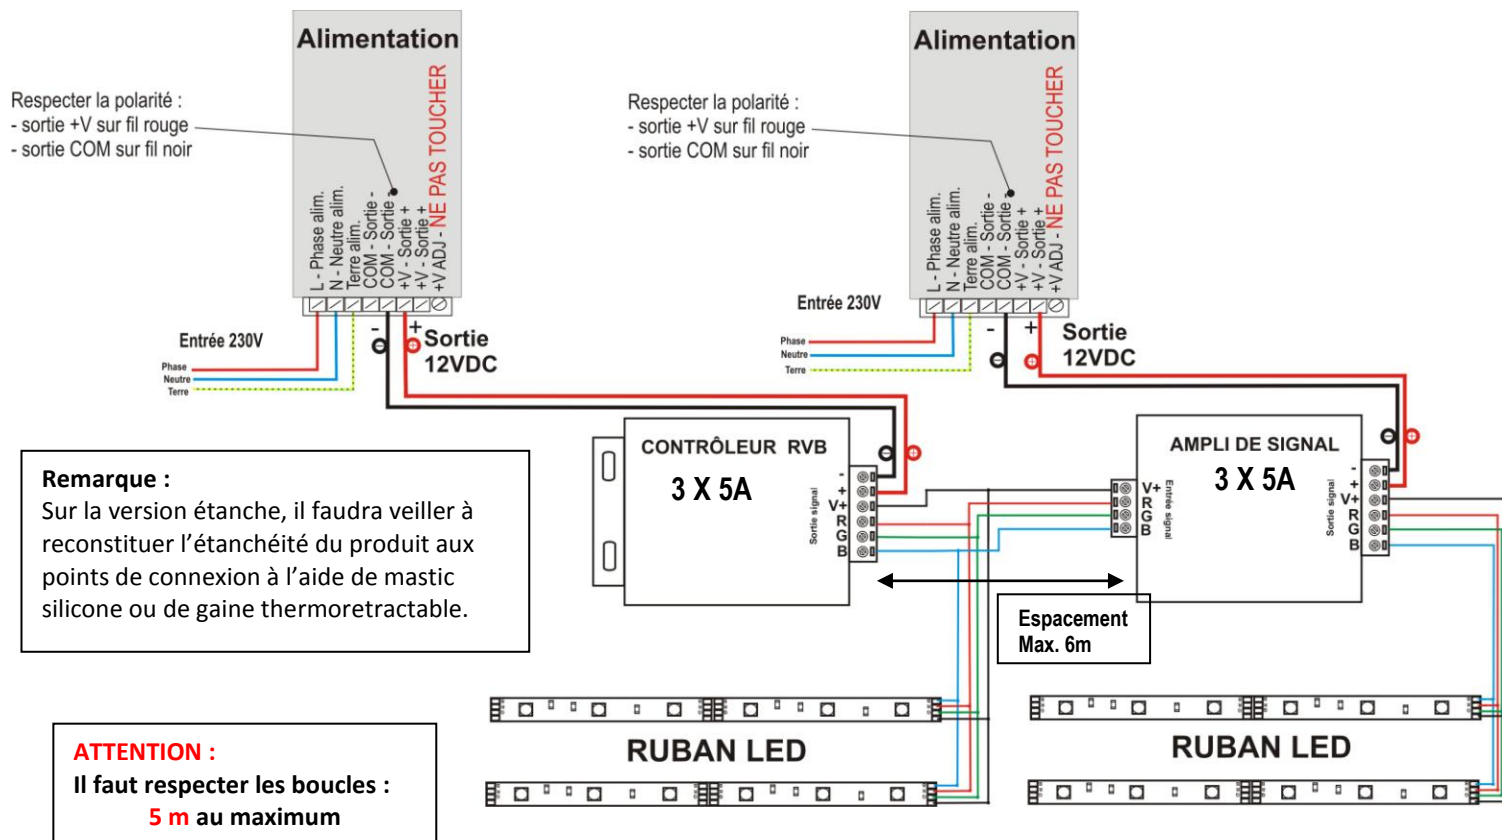 Alimentation
Respecter la polarité :
- sortie +V sur fil rouge
- sortie COM sur fil noir
L - Phase alim.
N - Neutre alim.
Terre alim.
COM - Sortie -
COM - Sortie -
+V - Sortie +
+V - Sortie +
+V ADJ - NE PAS TOUCHER
Entrée 230V
Phase
Neutre
Terre
- +
Sortie
12VDC
Alimentation
Respecter la polarité :
- sortie +V sur fil rouge
- sortie COM sur fil noir
L - Phase alim.
N - Neutre alim.
Terre alim.
COM - Sortie -
COM - Sortie -
+V - Sortie +
+V - Sortie +
+V ADJ - NE PAS TOUCHER
Entrée 230V
Phase
Neutre
Terre
- +
Sortie
12VDC
CONTRÔLEUR RVB
3 X 5A
Sortie signal
-
+
V+
R
G
B
AMPLI DE SIGNAL
3 X 5A
V+
R
G
B
Entrée signal
Sortie signal
-
+
V+
R
G
B
Espacement
Max. 6m
Remarque :
Sur la version étanche, il faudra veiller à
reconstituer l’étanchéité du produit aux
points de connexion à l’aide de mastic
silicone ou de gaine thermoretractable.
RUBAN LED
RUBAN LED
ATTENTION :
Il faut respecter les boucles :
5 m au maximum